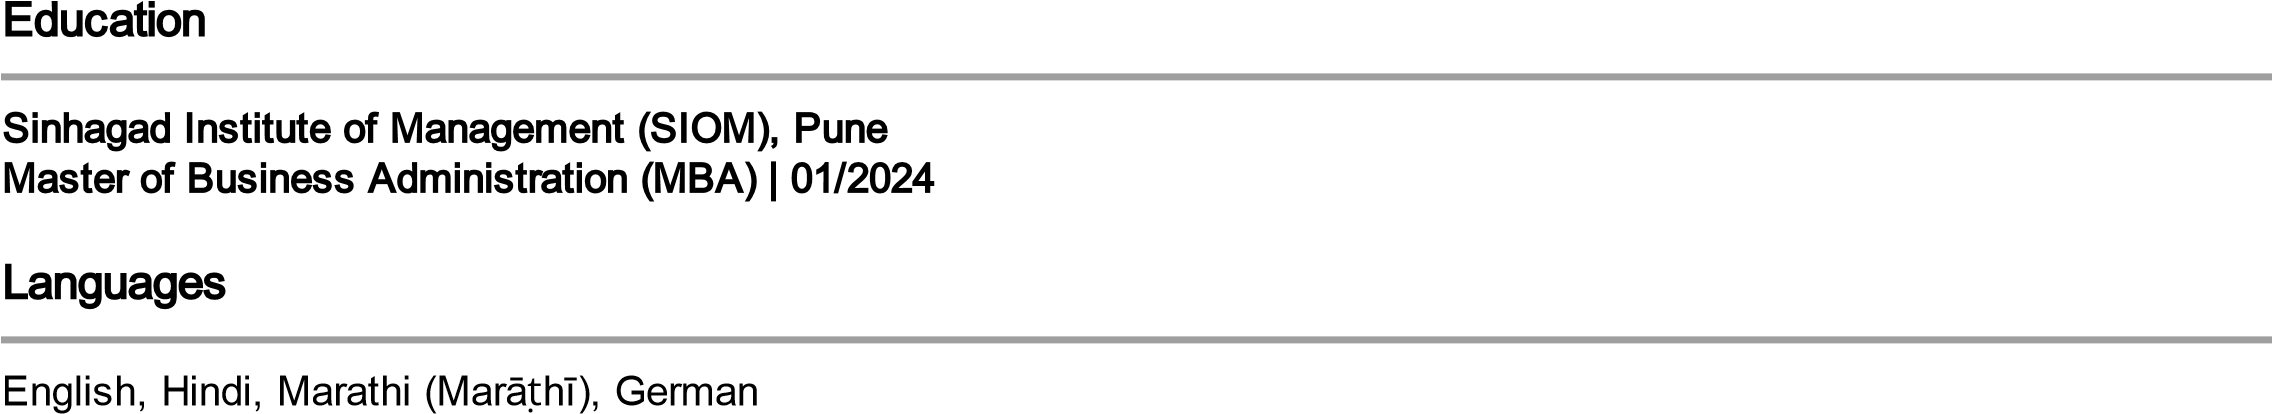 Education
Sinhagad Institute of Management (SIOM), Pune
Master of Business Administration (MBA) | 01/2024
Languages
English, Hindi, Marathi (Marāṭhī), German